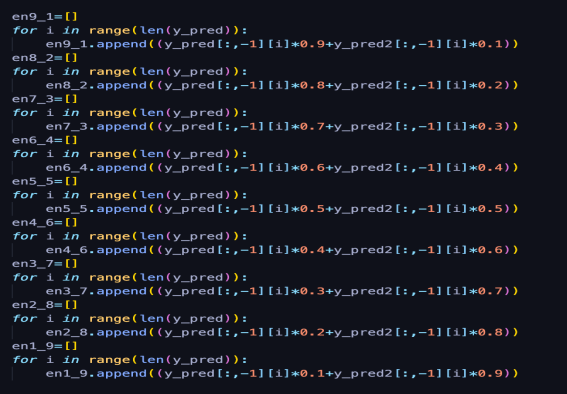 en9_1=[]
for i in range(len(y_pred)):
    en9_1.append((y_pred[:,-1][i]*0.9+y_pred2[:,-1][i]*0.1))
en8_2=[]
for i in range(len(y_pred)):
    en8_2.append((y_pred[:,-1][i]*0.8+y_pred2[:,-1][i]*0.2))
en7_3=[]
for i in range(len(y_pred)):
    en7_3.append((y_pred[:,-1][i]*0.7+y_pred2[:,-1][i]*0.3))
en6_4=[]
for i in range(len(y_pred)):
    en6_4.append((y_pred[:,-1][i]*0.6+y_pred2[:,-1][i]*0.4))
en5_5=[]
for i in range(len(y_pred)):
    en5_5.append((y_pred[:,-1][i]*0.5+y_pred2[:,-1][i]*0.5))
en4_6=[]
for i in range(len(y_pred)):
    en4_6.append((y_pred[:,-1][i]*0.4+y_pred2[:,-1][i]*0.6))
en3_7=[]
for i in range(len(y_pred)):
    en3_7.append((y_pred[:,-1][i]*0.3+y_pred2[:,-1][i]*0.7))
en2_8=[]
for i in range(len(y_pred)):
    en2_8.append((y_pred[:,-1][i]*0.2+y_pred2[:,-1][i]*0.8))
en1_9=[]
for i in range(len(y_pred)):
    en1_9.append((y_pred[:,-1][i]*0.1+y_pred2[:,-1][i]*0.9))